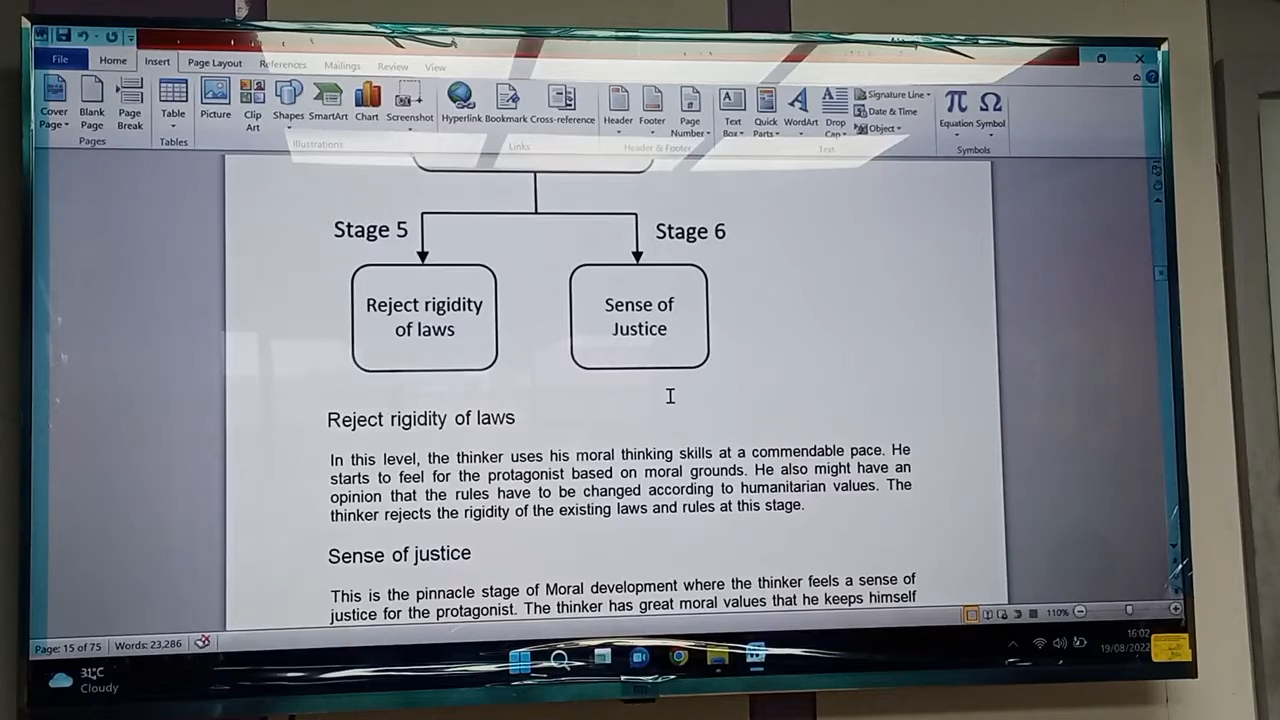 File Home Insert Page Layout References Mailings Review View
Cover Page Blank Page Page Break Table Picture Clip Art Shapes SmartArt Chart Screenshot Hyperlink Bookmark Cross-reference Header Footer Page Number Text Box Quick Parts WordArt Drop Cap Signature Line Date & Time Object Equation Symbol
Pages Tables Illustrations Links Header & Footer Text Symbols
Stage 5 Stage 6
Reject rigidity
of laws
Sense of
Justice
Reject rigidity of laws
In this level, the thinker uses his moral thinking skills at a commendable pace. He
starts to feel for the protagonist based on moral grounds. He also might have an
opinion that the rules have to be changed according to humanitarian values. The
thinker rejects the rigidity of the existing laws and rules at this stage.
Sense of justice
This is the pinnacle stage of Moral development where the thinker feels a sense of
justice for the protagonist. The thinker has great moral values that he keeps himself
Page: 15 of 75 Words: 23,286 110%
31°C
Cloudy
16:02
19/08/2022
mi